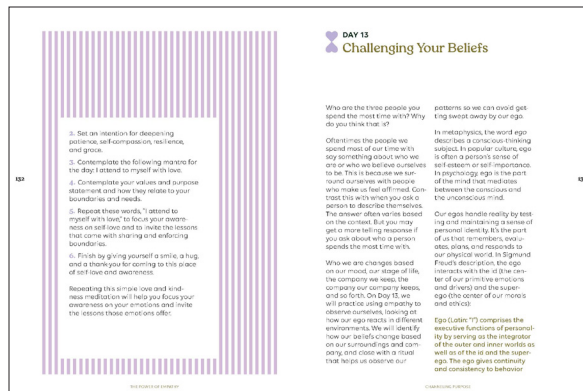 132
2. Set an intention for deepening
patience, self-compassion, resilience,
and grace.
3. Contemplate the following mantra for
the day: I attend to myself with love.
4. Contemplate your values and purpose
statement and how they relate to your
boundaries and needs.
5. Repeat these words, "I attend to
myself with love," to focus your aware-
ness on self-love and to invite the lessons
that come with sharing and enforcing
boundaries.
6. Finish by giving yourself a smile, a hug,
and a thank you for coming to this place
of self-love and awareness.
Repeating this simple love and kind-
ness meditation will help you focus your
awareness on your emotions and invite
the lessons those emotions offer.
THE POWER OF EMPATHY
DAY 13
Challenging Your Beliefs
Who are the three people you
spend the most time with? Why
do you think that is?
Oftentimes the people we
spend most of our time with
say something about who we
are or who we believe ourselves
to be. This is because we sur-
round ourselves with people
who make us feel affirmed. Con-
trast this with when you ask a
person to describe themselves.
The answer often varies based
on the context. But you may
get a more telling response if
you ask about who a person
spends the most time with.
Who we are changes based
on our mood, our stage of life,
the company we keep, the
company our company keeps,
and so forth. On Day 13, we
will practice using empathy to
observe ourselves, looking at
how our ego reacts in different
environments. We will identify
how our beliefs change based
on our surroundings and com-
pany, and close with a ritual
that helps us observe our
patterns so we can avoid get-
ting swept away by our ego.
In metaphysics, the word ego
describes a conscious-thinking
subject. In popular culture, ego
is often a person's sense of
self-esteem or self-importance.
In psychology, ego is the part
of the mind that mediates
between the conscious and
the unconscious mind.
Our egos handle reality by test-
ing and maintaining a sense of
personal identity. It's the part
of us that remembers, evalu-
ates, plans, and responds to
our physical world. In Sigmund
Freud's description, the ego
interacts with the id (the cen-
ter of our primitive emotions
and drivers) and the super-
ego (the center of our morals
and ethics):
Ego (Latin: "I") comprises the
executive functions of personal-
ity by serving as the integrator
of the outer and inner worlds as
well as of the id and the super-
ego. The ego gives continuity
and consistency to behavior